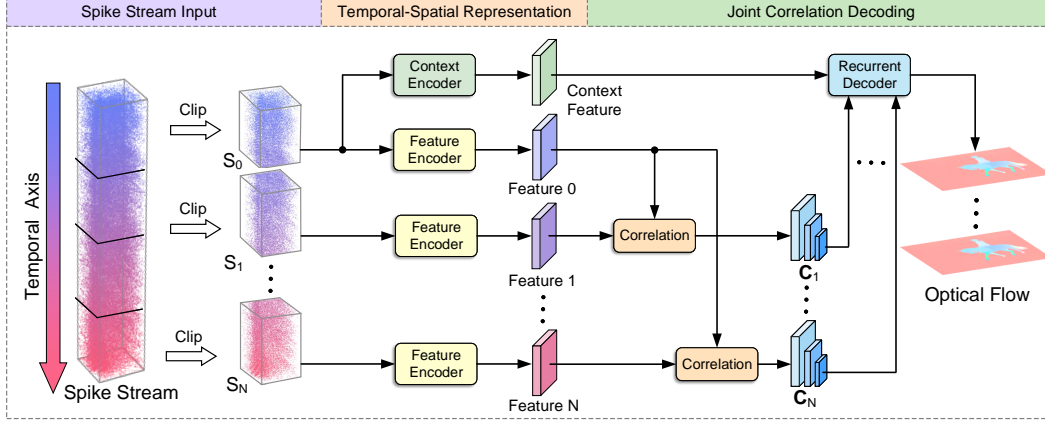 Spike Stream Input
Temporal-Spatial Representation
Joint Correlation Decoding
Temporal Axis
Spike Stream
Clip
Clip
Clip
S0
S1
SN
Context
Encoder
Feature
Encoder
Feature
Encoder
Feature
Encoder
Context
Feature
Feature 0
Feature 1
Feature N
Correlation
Correlation
C1
CN
Recurrent
Decoder
Optical Flow